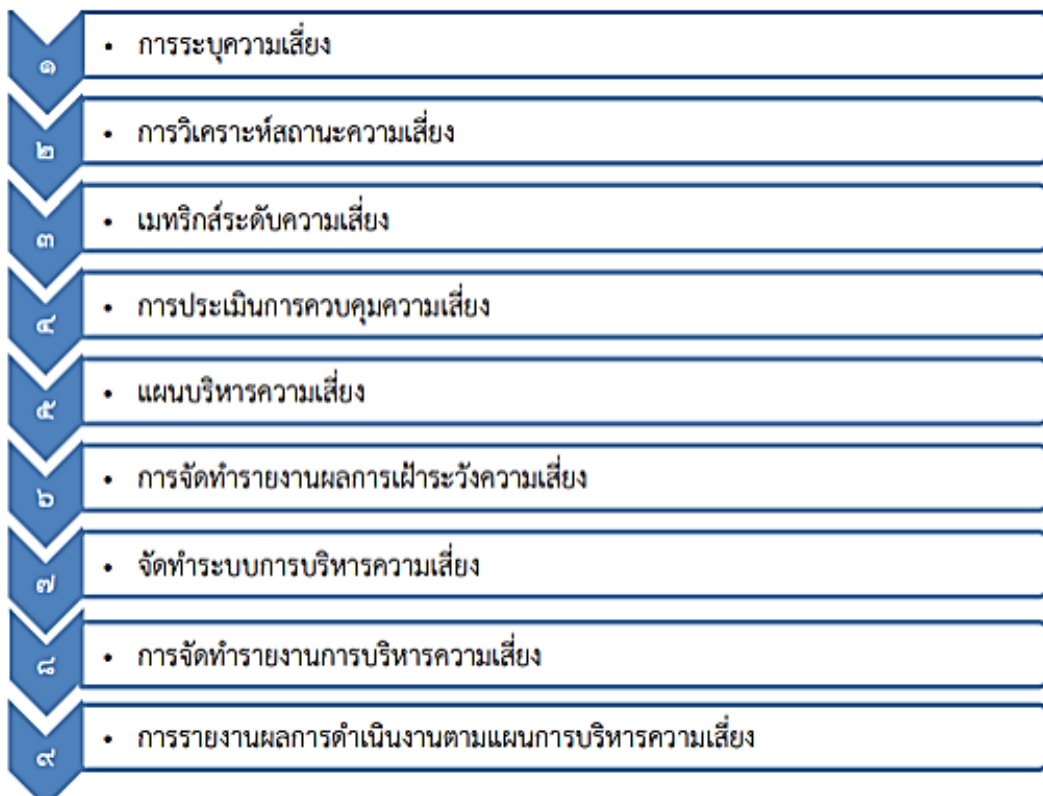 ๑ • การระบุความเสี่ยง
๒ • การวิเคราะห์สถานะความเสี่ยง
๓ • เมทริกส์ระดับความเสี่ยง
๔ • การประเมินการควบคุมความเสี่ยง
๕ • แผนบริหารความเสี่ยง
๖ • การจัดทำรายงานผลการเฝ้าระวังความเสี่ยง
๗ • จัดทำระบบการบริหารความเสี่ยง
๘ • การจัดทำรายงานการบริหารความเสี่ยง
๙ • การรายงานผลการดำเนินงานตามแผนการบริหารความเสี่ยง